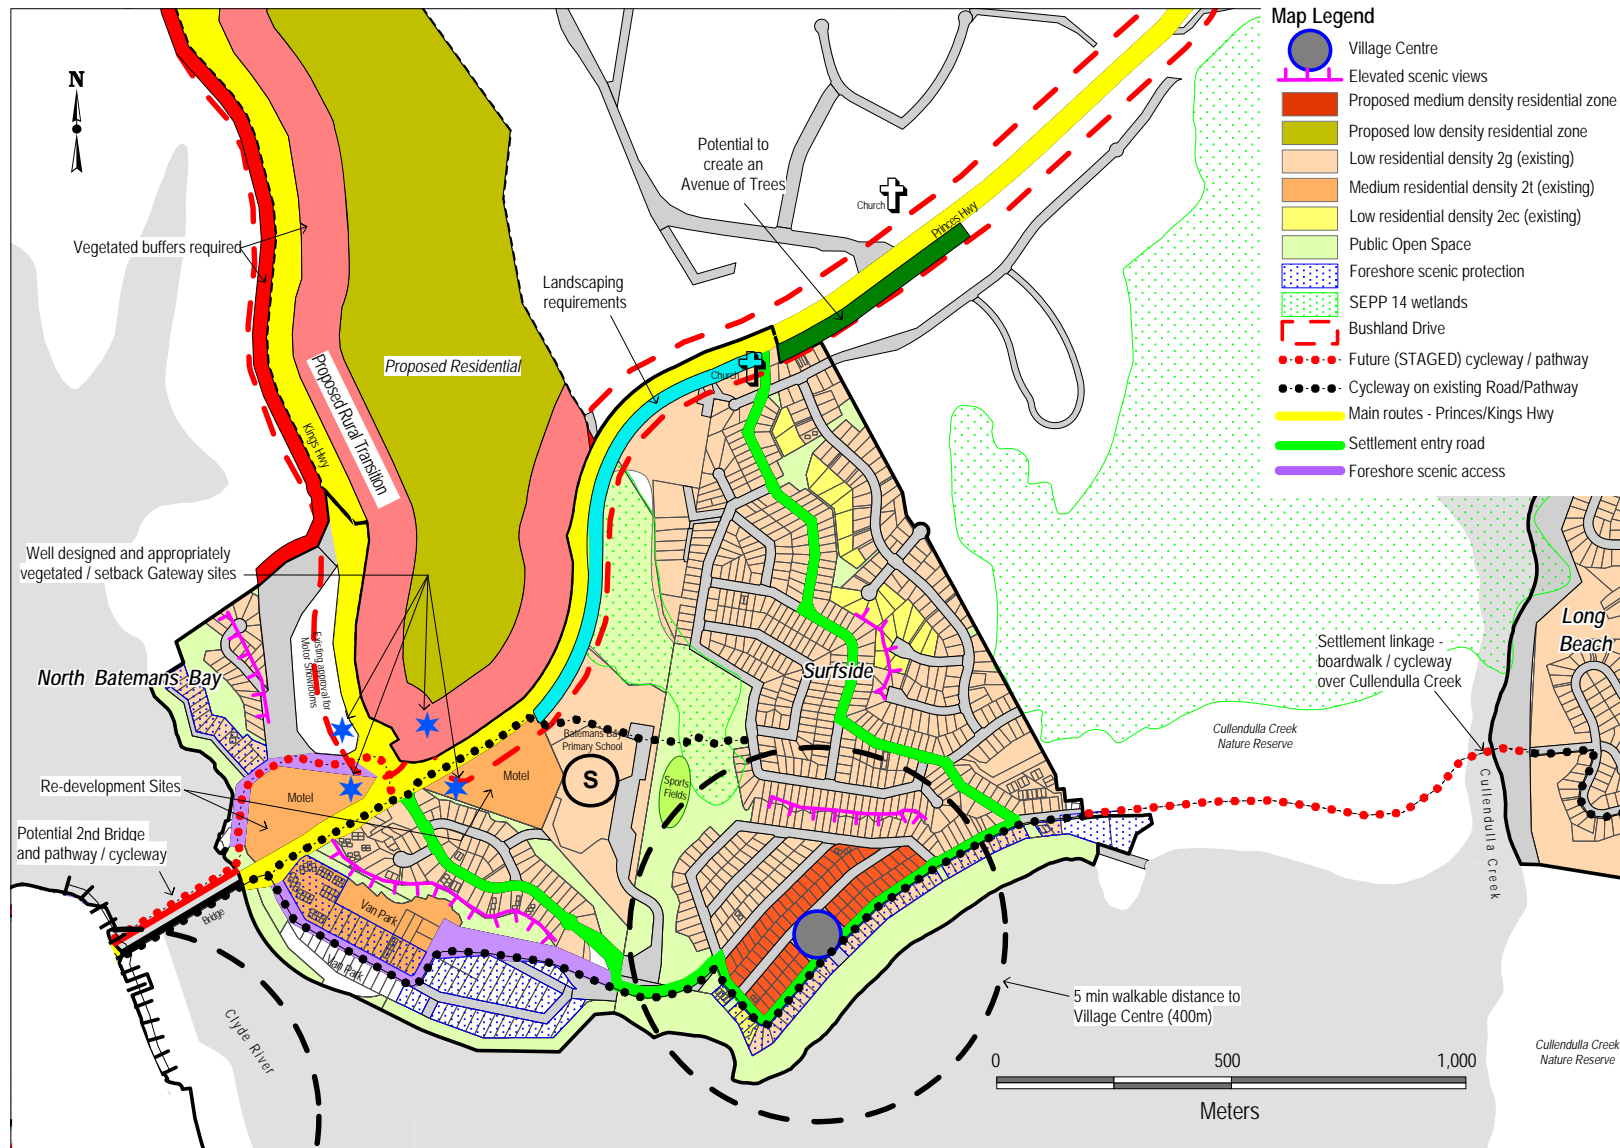 Map Legend
Village Centre
Elevated scenic views
Proposed medium density residential zone
Proposed low density residential zone
Low residential density 2g (existing)
Medium residential density 2t (existing)
Low residential density 2ec (existing)
Public Open Space
Foreshore scenic protection
SEPP 14 wetlands
Bushland Drive
Future (STAGED) cycleway / pathway
Cycleway on existing Road/Pathway
Main routes - Princes/Kings Hwy
Settlement entry road
Foreshore scenic access
N
Potential to
create an
Avenue of Trees
Church
Princes Hwy
Vegetated buffers required
Landscaping
requirements
Proposed Residential
Proposed Rural Transition
Kings Hwy
Church
Well designed and appropriately
vegetated / setback Gateway sites
Existing approval for
Motor Showrooms
North Batemans Bay
Surfside
Long
Beach
Settlement linkage -
boardwalk / cycleway
over Cullendulla Creek
Cullendulla Creek
Nature Reserve
Batemans Bay
Primary School
S
Motel
Sports
Fields
Re-development Sites
Motel
Cullendulla Creek
Potential 2nd Bridge
and pathway / cycleway
Bridge
Van Park
Van Park
Clyde River
5 min walkable distance to
Village Centre (400m)
Cullendulla Creek
Nature Reserve
0 500 1,000
Meters